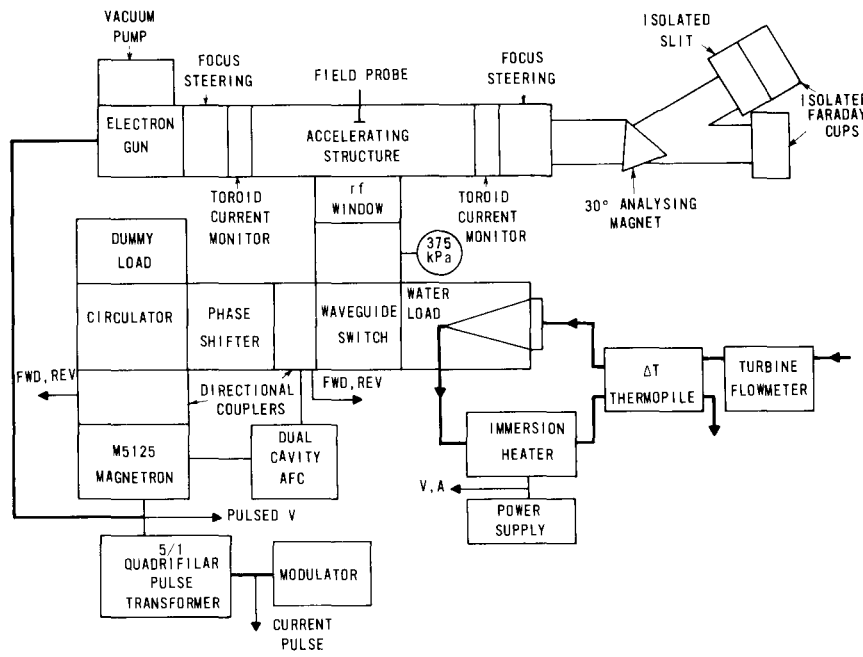 VACUUM
PUMP
FOCUS
STEERING
FIELD PROBE
FOCUS
STEERING
ISOLATED
SLIT
ISOLATED
FARADAY
CUPS
ELECTRON
GUN
ACCELERATING
STRUCTURE
TOROID
CURRENT
MONITOR
rf
WINDOW
TOROID
CURRENT
MONITOR
30° ANALYSING
MAGNET
DUMMY
LOAD
375
kPa
CIRCULATOR
PHASE
SHIFTER
WAVEGUIDE
SWITCH
WATER
LOAD
FWD, REV
DIRECTIONAL
COUPLERS
FWD, REV
ΔT
THERMOPILE
TURBINE
FLOWMETER
M5125
MAGNETRON
DUAL
CAVITY
AFC
IMMERSION
HEATER
V, A
POWER
SUPPLY
PULSED V
5/1
QUADRIFILAR
PULSE
TRANSFORMER
MODULATOR
CURRENT
PULSE